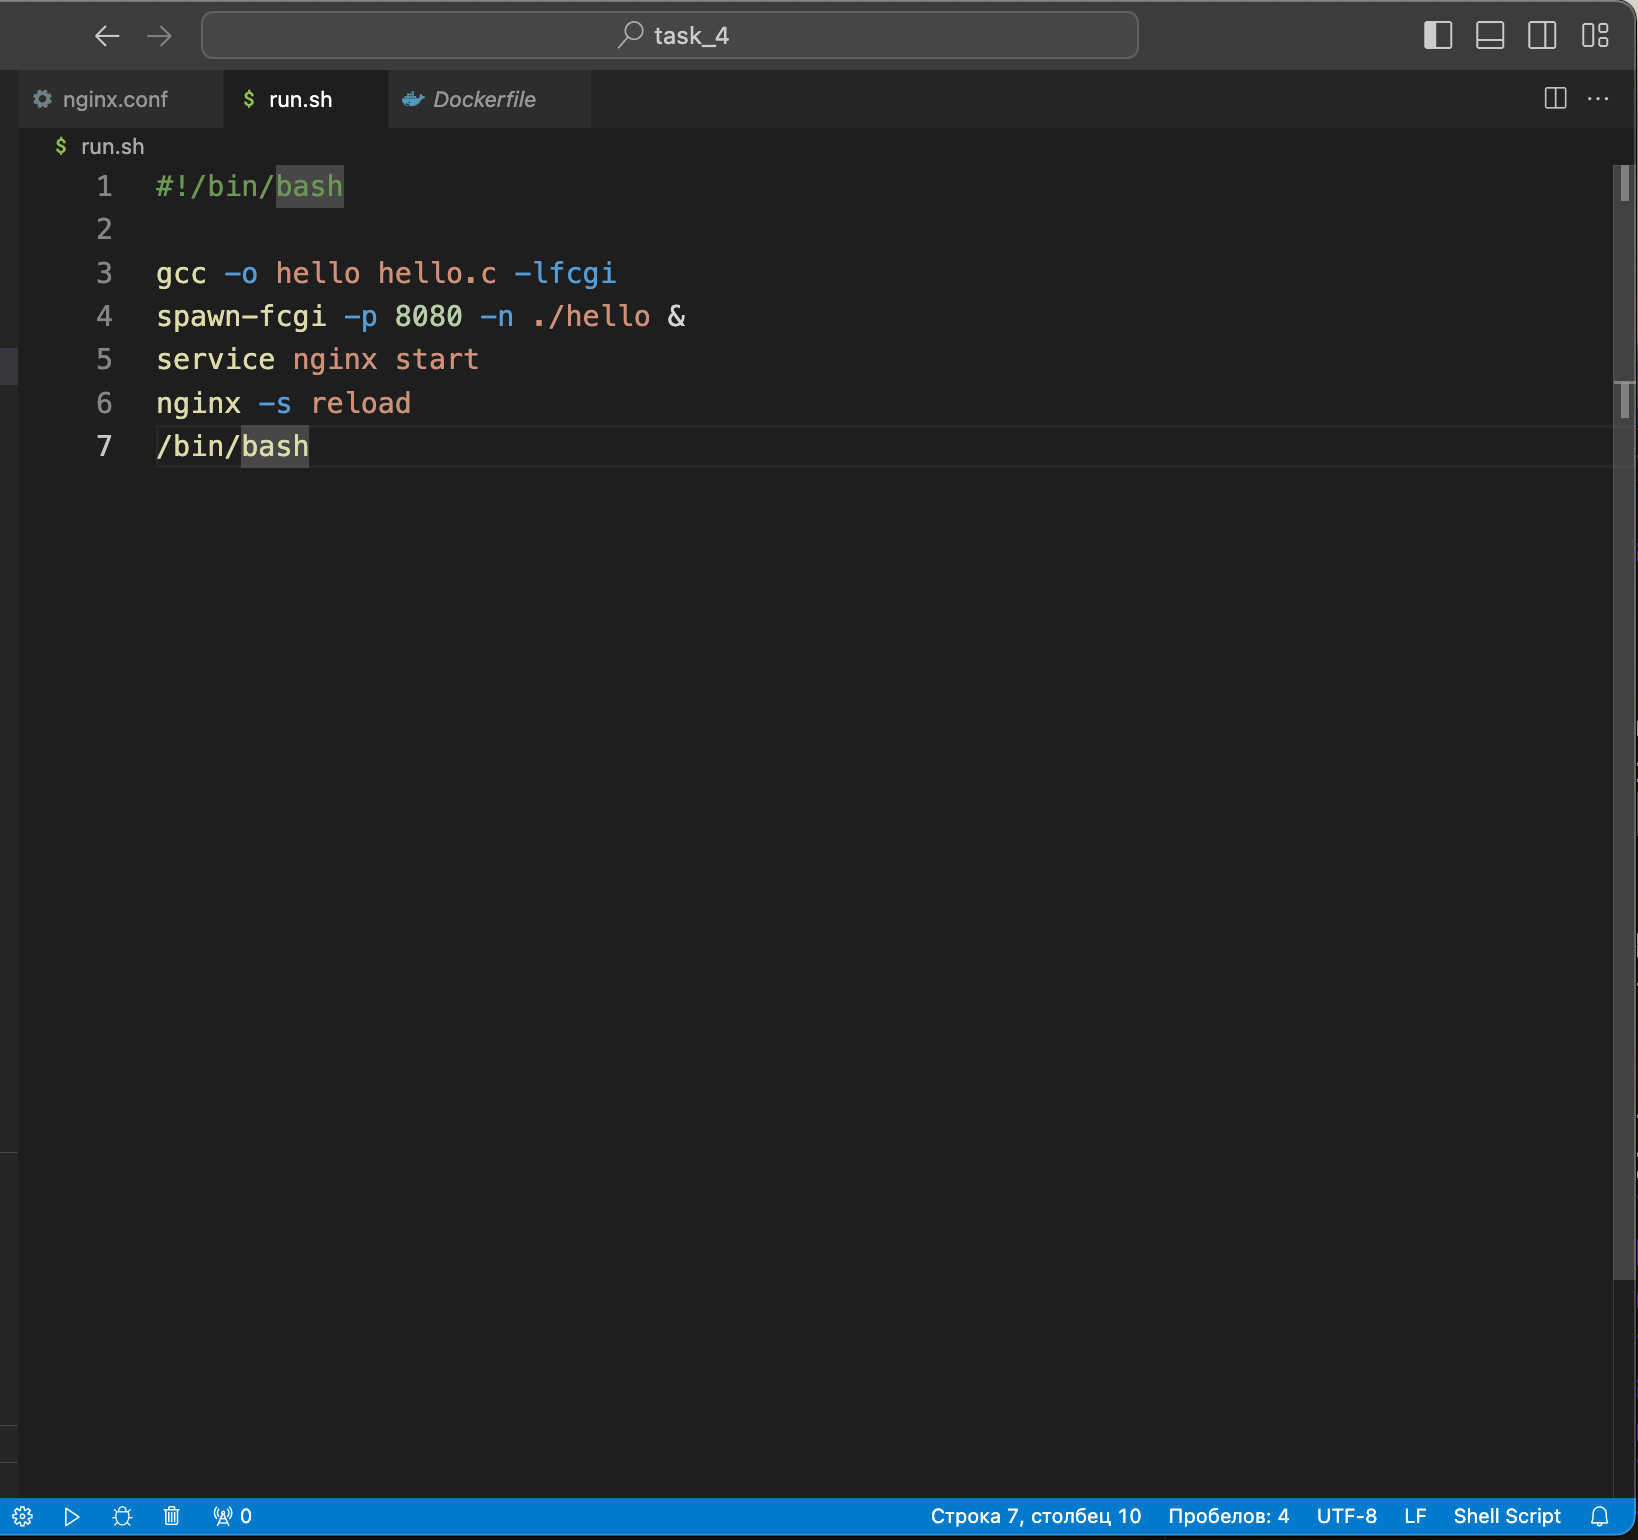 task_4
nginx.conf
$ run.sh
Dockerfile
$ run.sh
1 #!/bin/bash
2
3 gcc -o hello hello.c -lfcgi
4 spawn-fcgi -p 8080 -n ./hello &
5 service nginx start
6 nginx -s reload
7 /bin/bash
0 Строка 7, столбец 10 Пробелов: 4 UTF-8 LF Shell Script